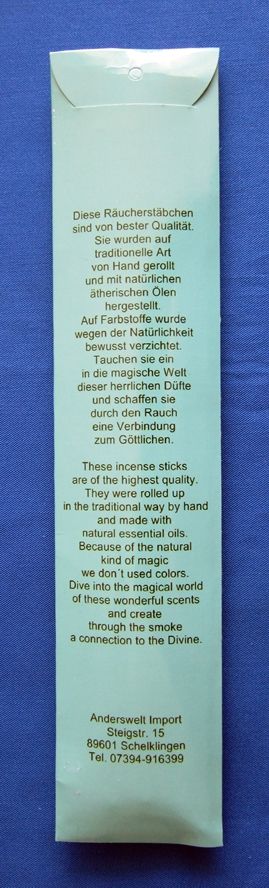 Diese Räucherstäbchen
sind von bester Qualität.
Sie wurden auf
traditionelle Art
von Hand gerollt
und mit natürlichen
ätherischen Ölen
hergestellt.
Auf Farbstoffe wurde
wegen der Natürlichkeit
bewusst verzichtet.
Tauchen sie ein
in die magische Welt
dieser herrlichen Düfte
und schaffen sie
durch den Rauch
eine Verbindung
zum Göttlichen.
These incense sticks
are of the highest quality.
They were rolled up
in the traditional way by hand
and made with
natural essential oils.
Because of the natural
kind of magic
we don´t used colors.
Dive into the magical world
of these wonderful scents
and create
through the smoke
a connection to the Divine.
Anderswelt Import
Steigstr. 15
89601 Schelklingen
Tel. 07394-916399